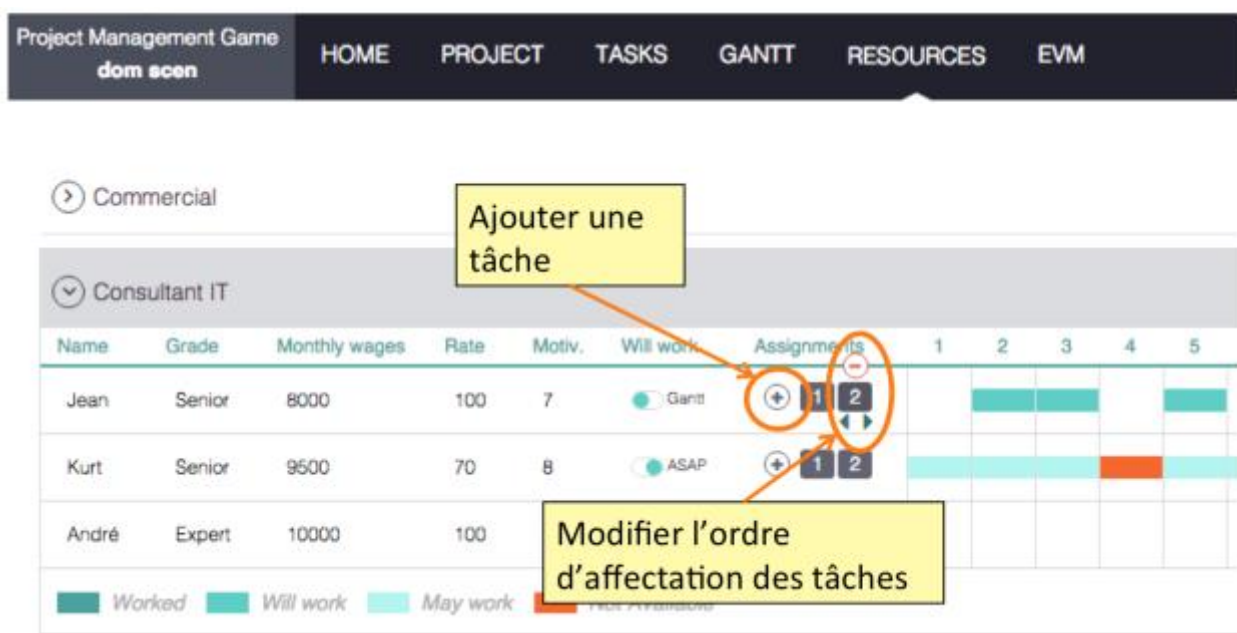 Project Management Game
dom scen
HOME PROJECT TASKS GANTT RESOURCES EVM
Commercial
Ajouter une
tâche
Consultant IT
Name Grade Monthly wages Rate Motiv. Will work Assignments 1 2 3 4 5
Jean Senior 8000 100 7 Gantt 1 2
Kurt Senior 9500 70 8 ASAP 1 2
André Expert 10000 100
Modifier l'ordre
d'affectation des tâches
Worked Will work May work Not Available